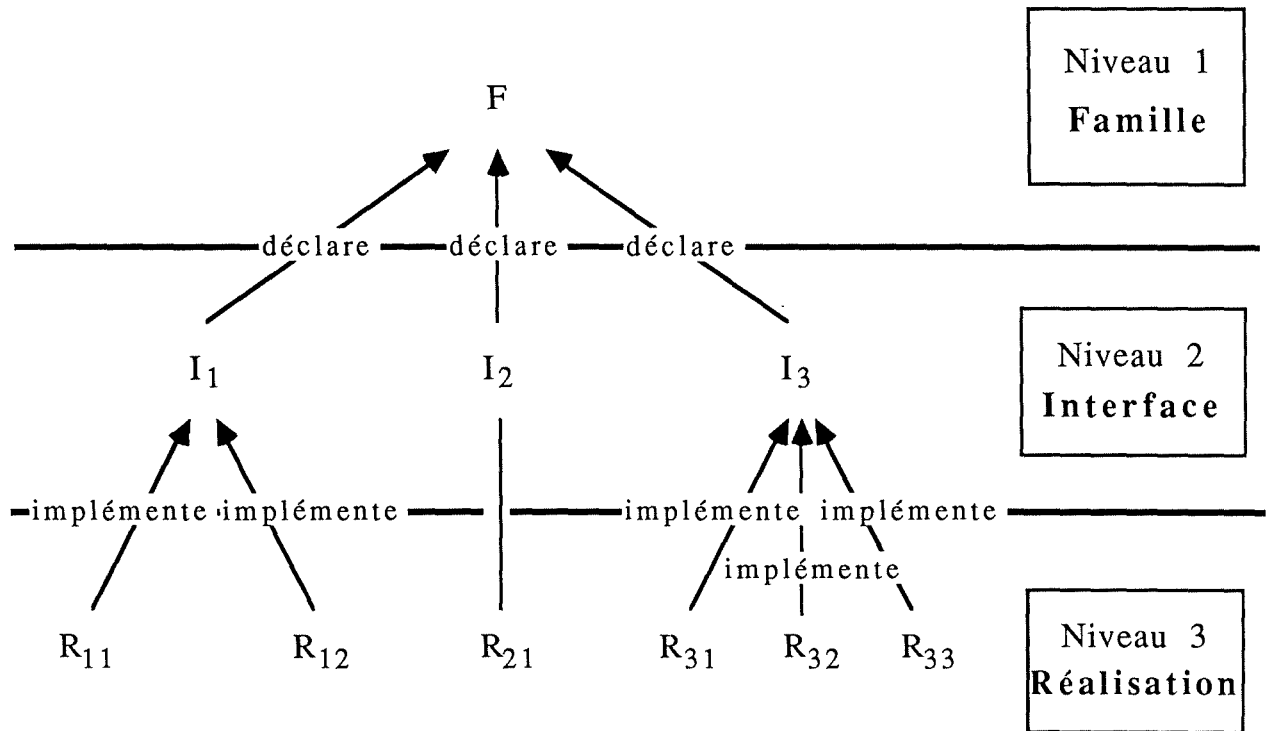 Niveau 1
Famille
F
déclare déclare déclare
I1 I2 I3
Niveau 2
Interface
implémente implémente implémente implémente
implémente
R11 R12 R21 R31 R32 R33
Niveau 3
Réalisation